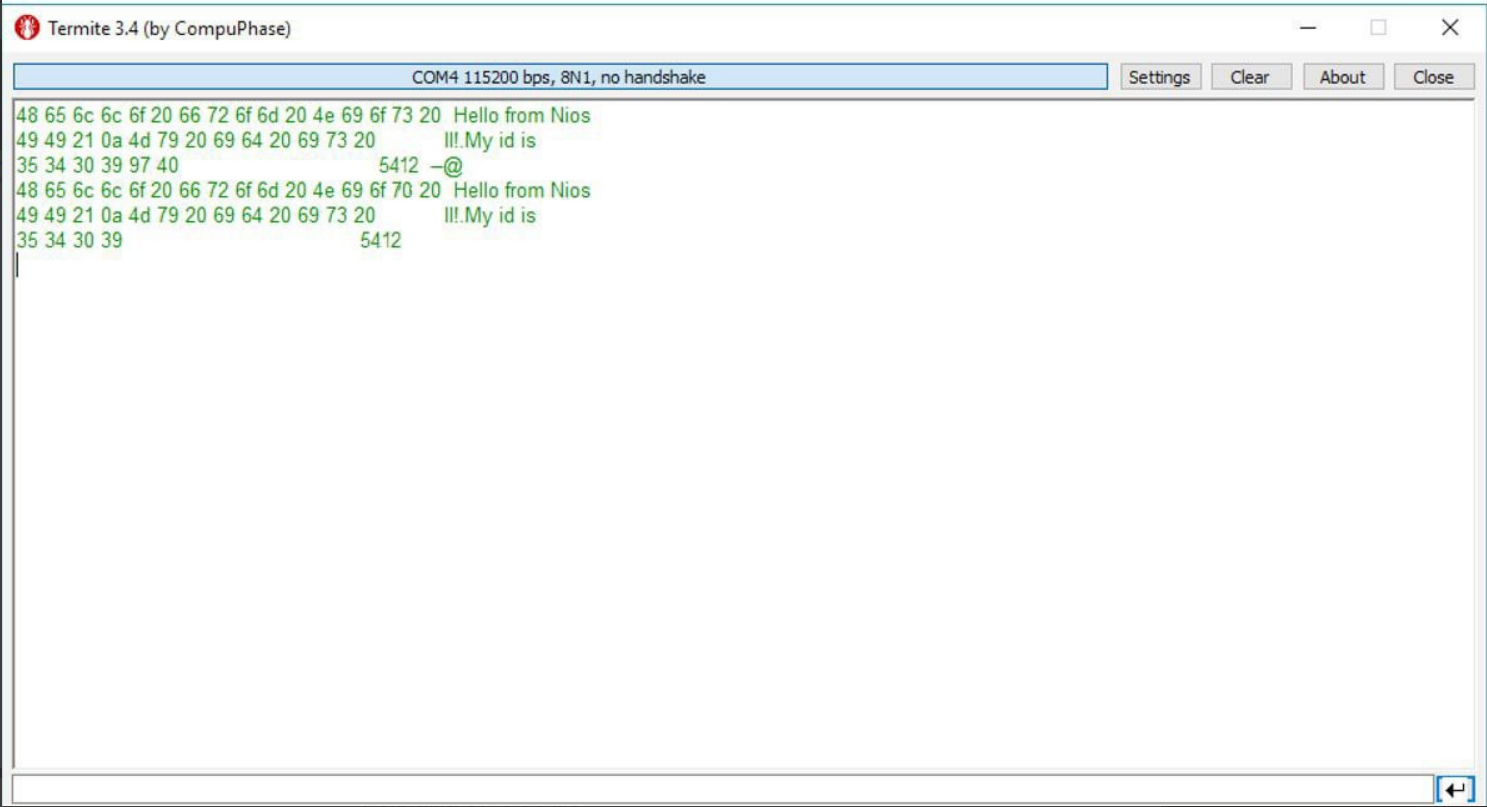 Termite 3.4 (by CompuPhase)
COM4 115200 bps, 8N1, no handshake Settings Clear About Close
48 65 6c 6c 6f 20 66 72 6f 6d 20 4e 69 6f 73 20 Hello from Nios
49 49 21 0a 4d 79 20 69 64 20 69 73 20 II!.My id is
35 34 30 39 97 40 5412 —@
48 65 6c 6c 6f 20 66 72 6f 6d 20 4e 69 6f 70 20 Hello from Nios
49 49 21 0a 4d 79 20 69 64 20 69 73 20 II!.My id is
35 34 30 39 5412